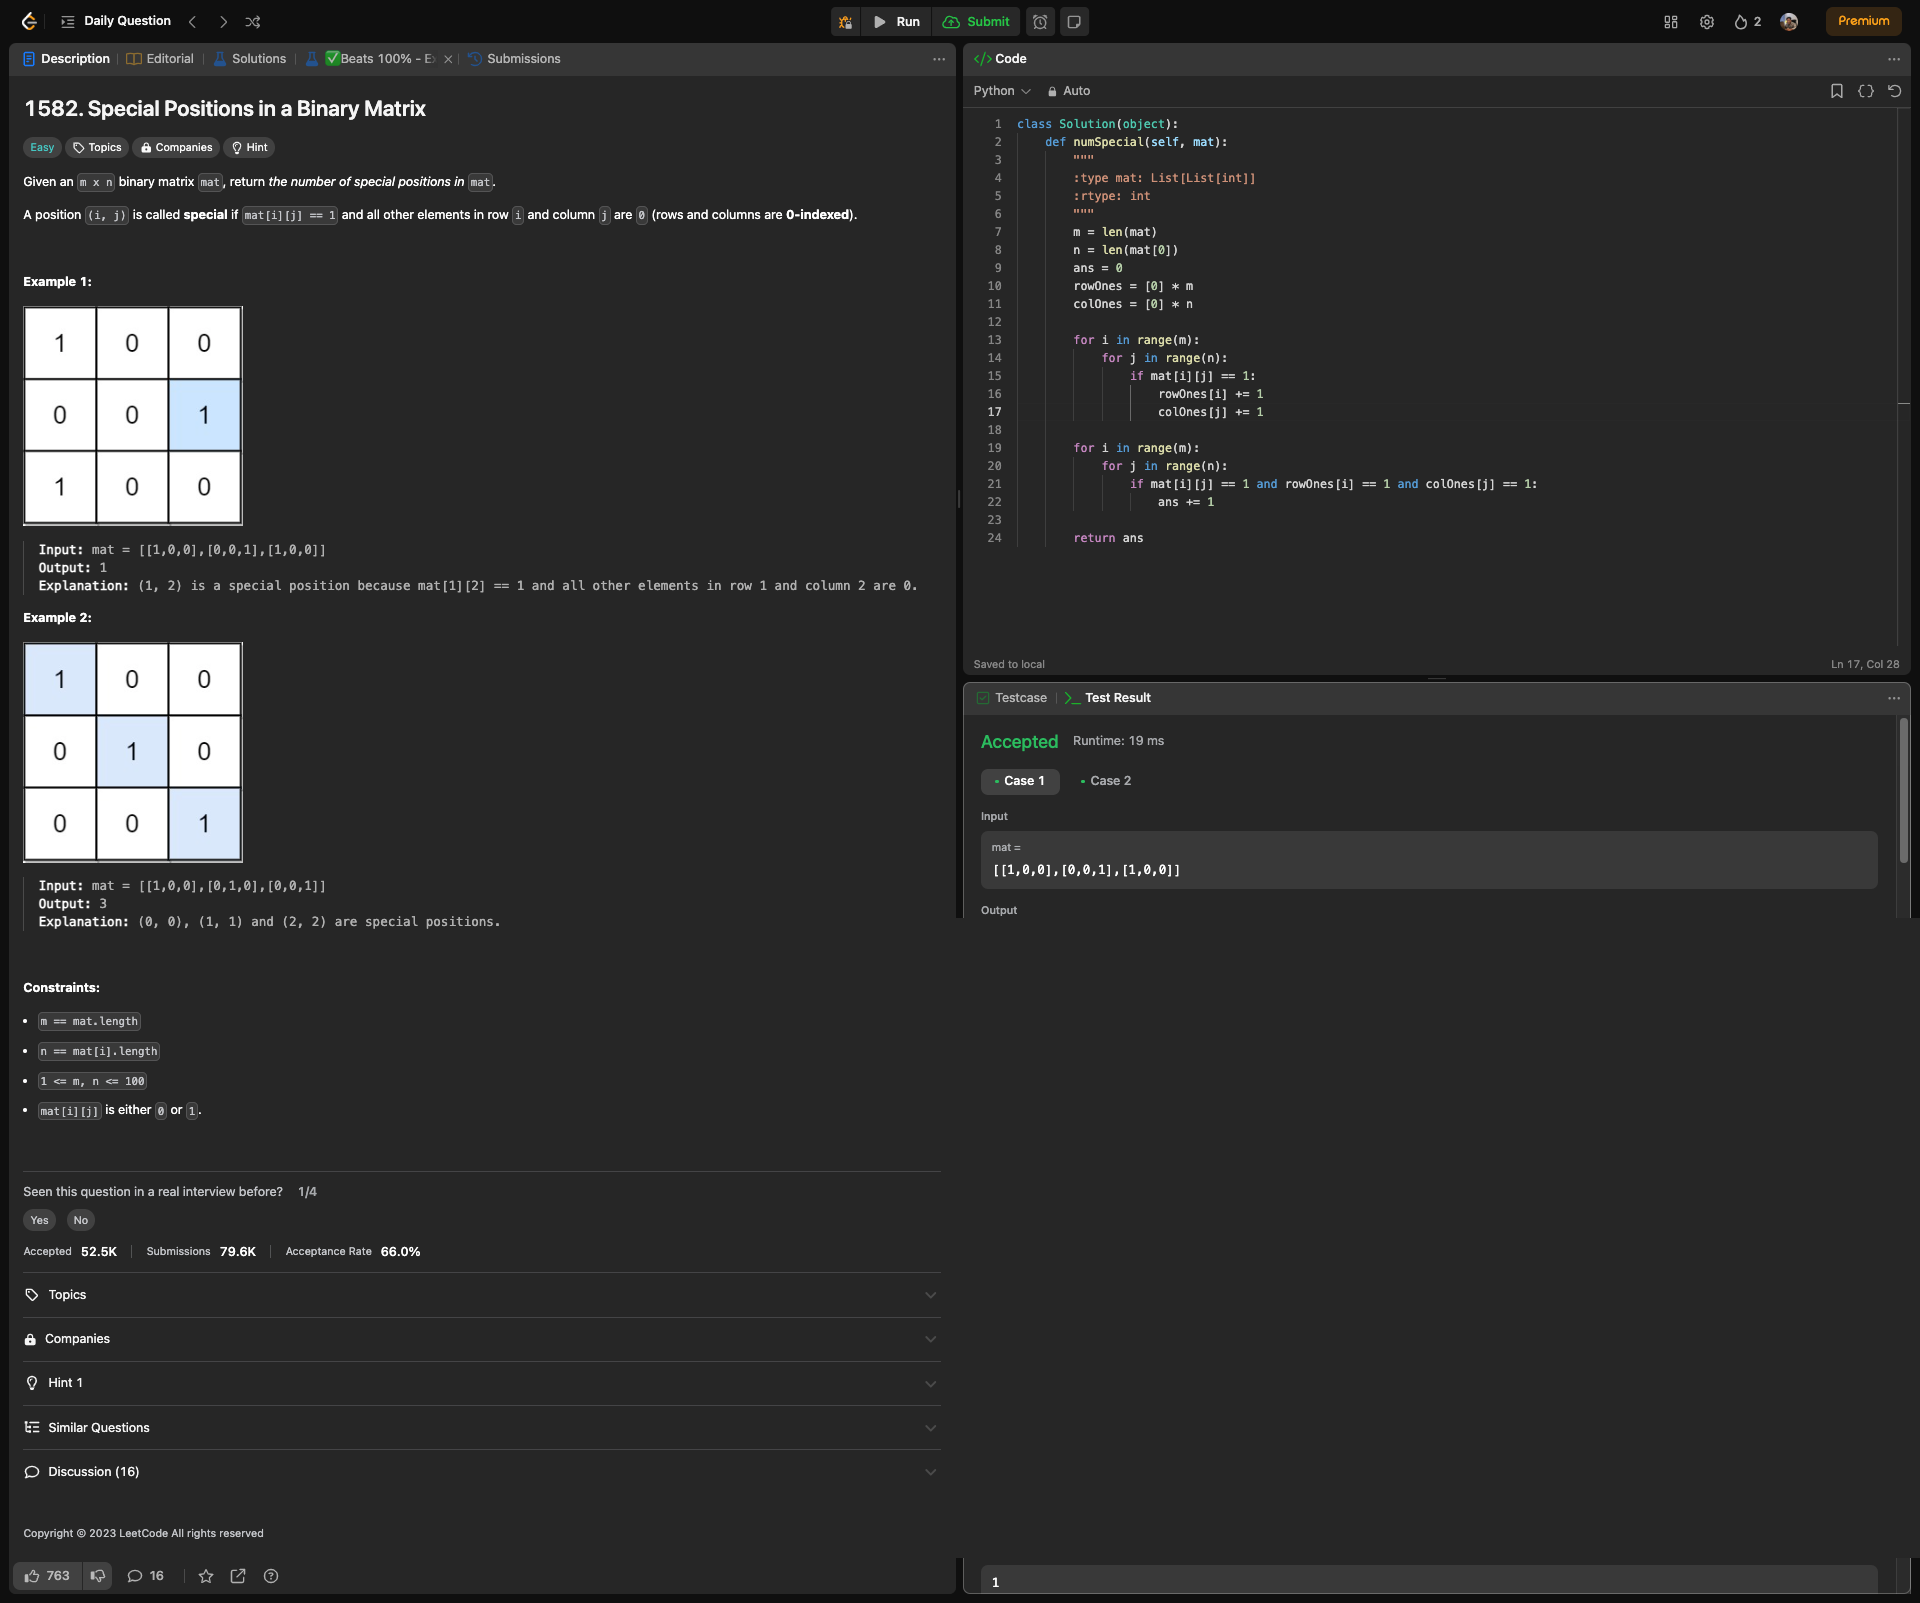 Daily Question
Run
Submit
2
Premium
Description
Editorial
Solutions
✅Beats 100% - E
Submissions
1582. Special Positions in a Binary Matrix
Easy
Topics
Companies
Hint
Given an m x n binary matrix mat, return the number of special positions in mat.
A position (i, j) is called special if mat[i][j] == 1 and all other elements in row i and column j are 0 (rows and columns are 0-indexed).
Example 1:
1 0 0
0 0 1
1 0 0
Input: mat = [[1,0,0],[0,0,1],[1,0,0]]
Output: 1
Explanation: (1, 2) is a special position because mat[1][2] == 1 and all other elements in row 1 and column 2 are 0.
Example 2:
1 0 0
0 1 0
0 0 1
Input: mat = [[1,0,0],[0,1,0],[0,0,1]]
Output: 3
Explanation: (0, 0), (1, 1) and (2, 2) are special positions.
Constraints:
• m == mat.length
• n == mat[i].length
• 1 <= m, n <= 100
• mat[i][j] is either 0 or 1.
Seen this question in a real interview before? 1/4
Yes
No
Accepted 52.5K
Submissions 79.6K
Acceptance Rate 66.0%
Topics
Companies
Hint 1
Similar Questions
Discussion (16)
Copyright © 2023 LeetCode All rights reserved
763
16
</> Code
Python
Auto
1 class Solution(object):
2 def numSpecial(self, mat):
3 """
4 :type mat: List[List[int]]
5 :rtype: int
6 """
7 m = len(mat)
8 n = len(mat[0])
9 ans = 0
10 rowOnes = [0] * m
11 colOnes = [0] * n
12
13 for i in range(m):
14 for j in range(n):
15 if mat[i][j] == 1:
16 rowOnes[i] += 1
17 colOnes[j] += 1
18
19 for i in range(m):
20 for j in range(n):
21 if mat[i][j] == 1 and rowOnes[i] == 1 and colOnes[j] == 1:
22 ans += 1
23
24 return ans
Saved to local
Ln 17, Col 28
Testcase
>_ Test Result
Accepted
Runtime: 19 ms
Case 1
Case 2
Input
mat =
[[1,0,0],[0,0,1],[1,0,0]]
Output
1